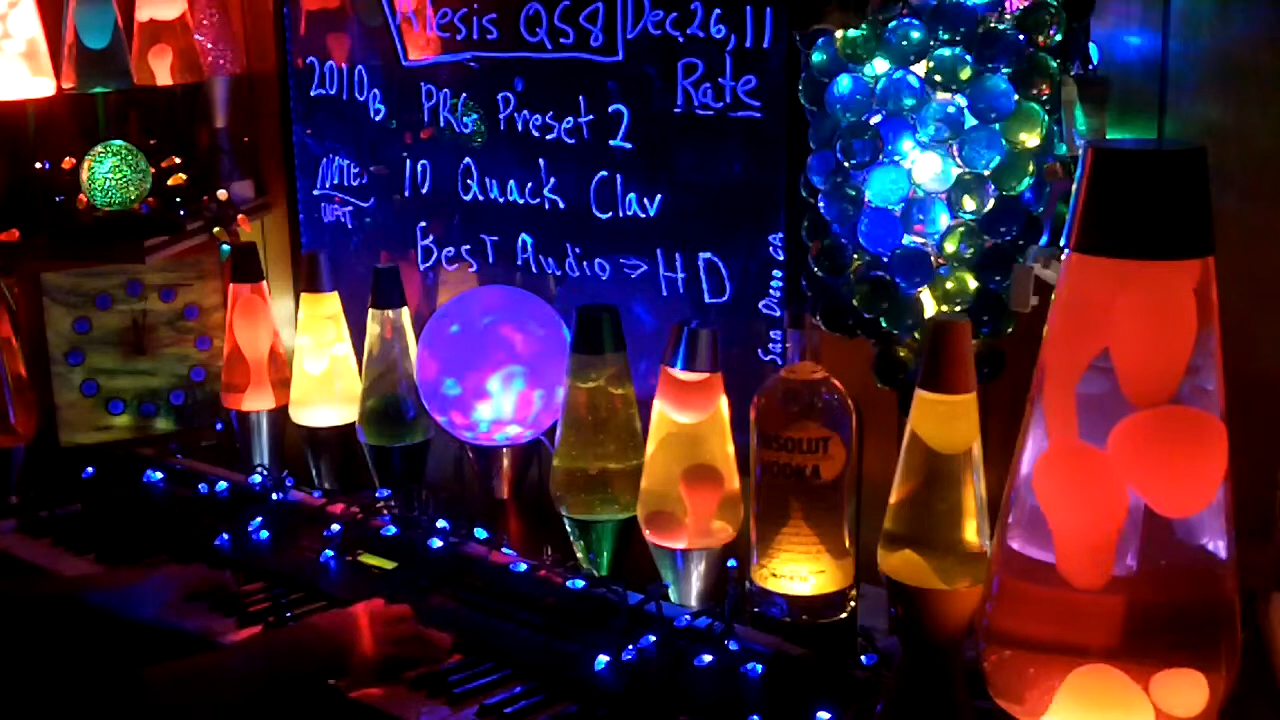 Alesis QS8 Dec, 26, 11
Rate
2010B PRG Preset 2
NOTE:
10 Quack Clav
Best Audio => HD
San Diego CA
ABSOLUT
VODKA